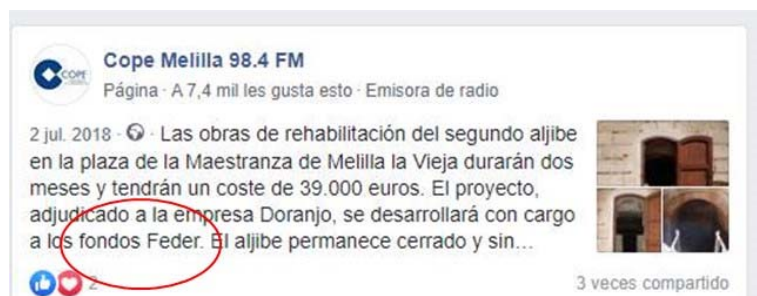 COPE
Cope Melilla 98.4 FM
Página · A 7,4 mil les gusta esto · Emisora de radio
2 jul. 2018 · Las obras de rehabilitación del segundo aljibe
en la plaza de la Maestranza de Melilla la Vieja durarán dos
meses y tendrán un coste de 39.000 euros. El proyecto,
adjudicado a la empresa Doranjo, se desarrollará con cargo
a los fondos Feder. El aljibe permanece cerrado y sin...
2
3 veces compartido